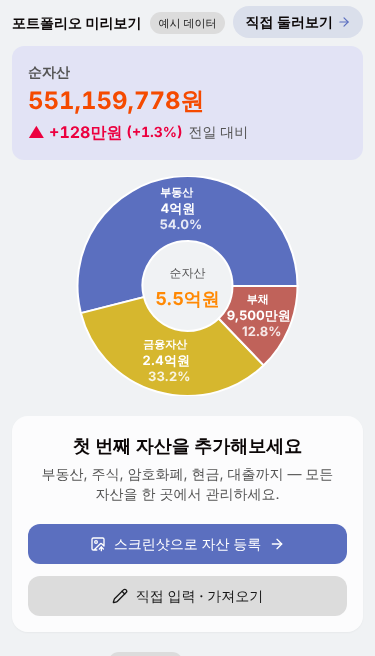 포트폴리오 미리보기 예시 데이터 직접 둘러보기 →
순자산
551,159,778원
▲ +128만원 (+1.3%) 전일 대비
부동산
4억원
54.0%
순자산
5.5억원
부채
9,500만원
12.8%
금융자산
2.4억원
33.2%
첫 번째 자산을 추가해보세요
부동산, 주식, 암호화폐, 현금, 대출까지 — 모든
자산을 한 곳에서 관리하세요.
스크린샷으로 자산 등록 →
직접 입력 · 가져오기